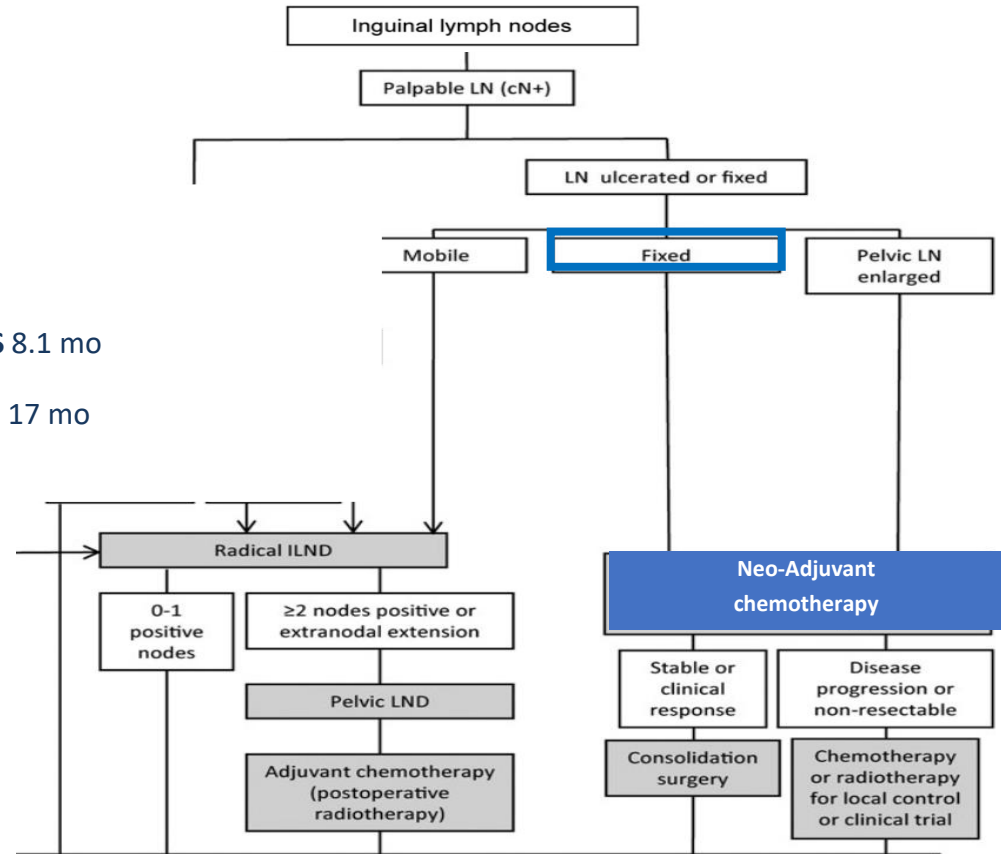 Inguinal lymph nodes
Palpable LN (cN+)
LN ulcerated or fixed
Mobile
Fixed
Pelvic LN
enlarged
8.1 mo
17 mo
Radical ILND
Neo-Adjuvant
chemotherapy
0-1
positive
nodes
≥2 nodes positive or
extranodal extension
Stable or
clinical
response
Disease
progression or
non-resectable
Pelvic LND
Consolidation
surgery
Chemotherapy
or radiotherapy
for local control
or clinical trial
Adjuvant chemotherapy
(postoperative
radiotherapy)